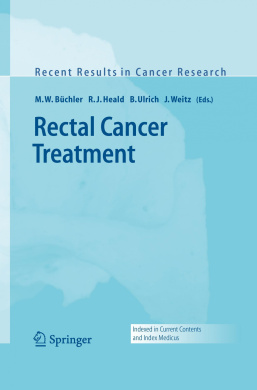 Recent Results in Cancer Research
M.W. Büchler R.J. Heald B. Ulrich J. Weitz (Eds.)
Rectal Cancer
Treatment
Indexed in Current Contents
and Index Medicus
Springer